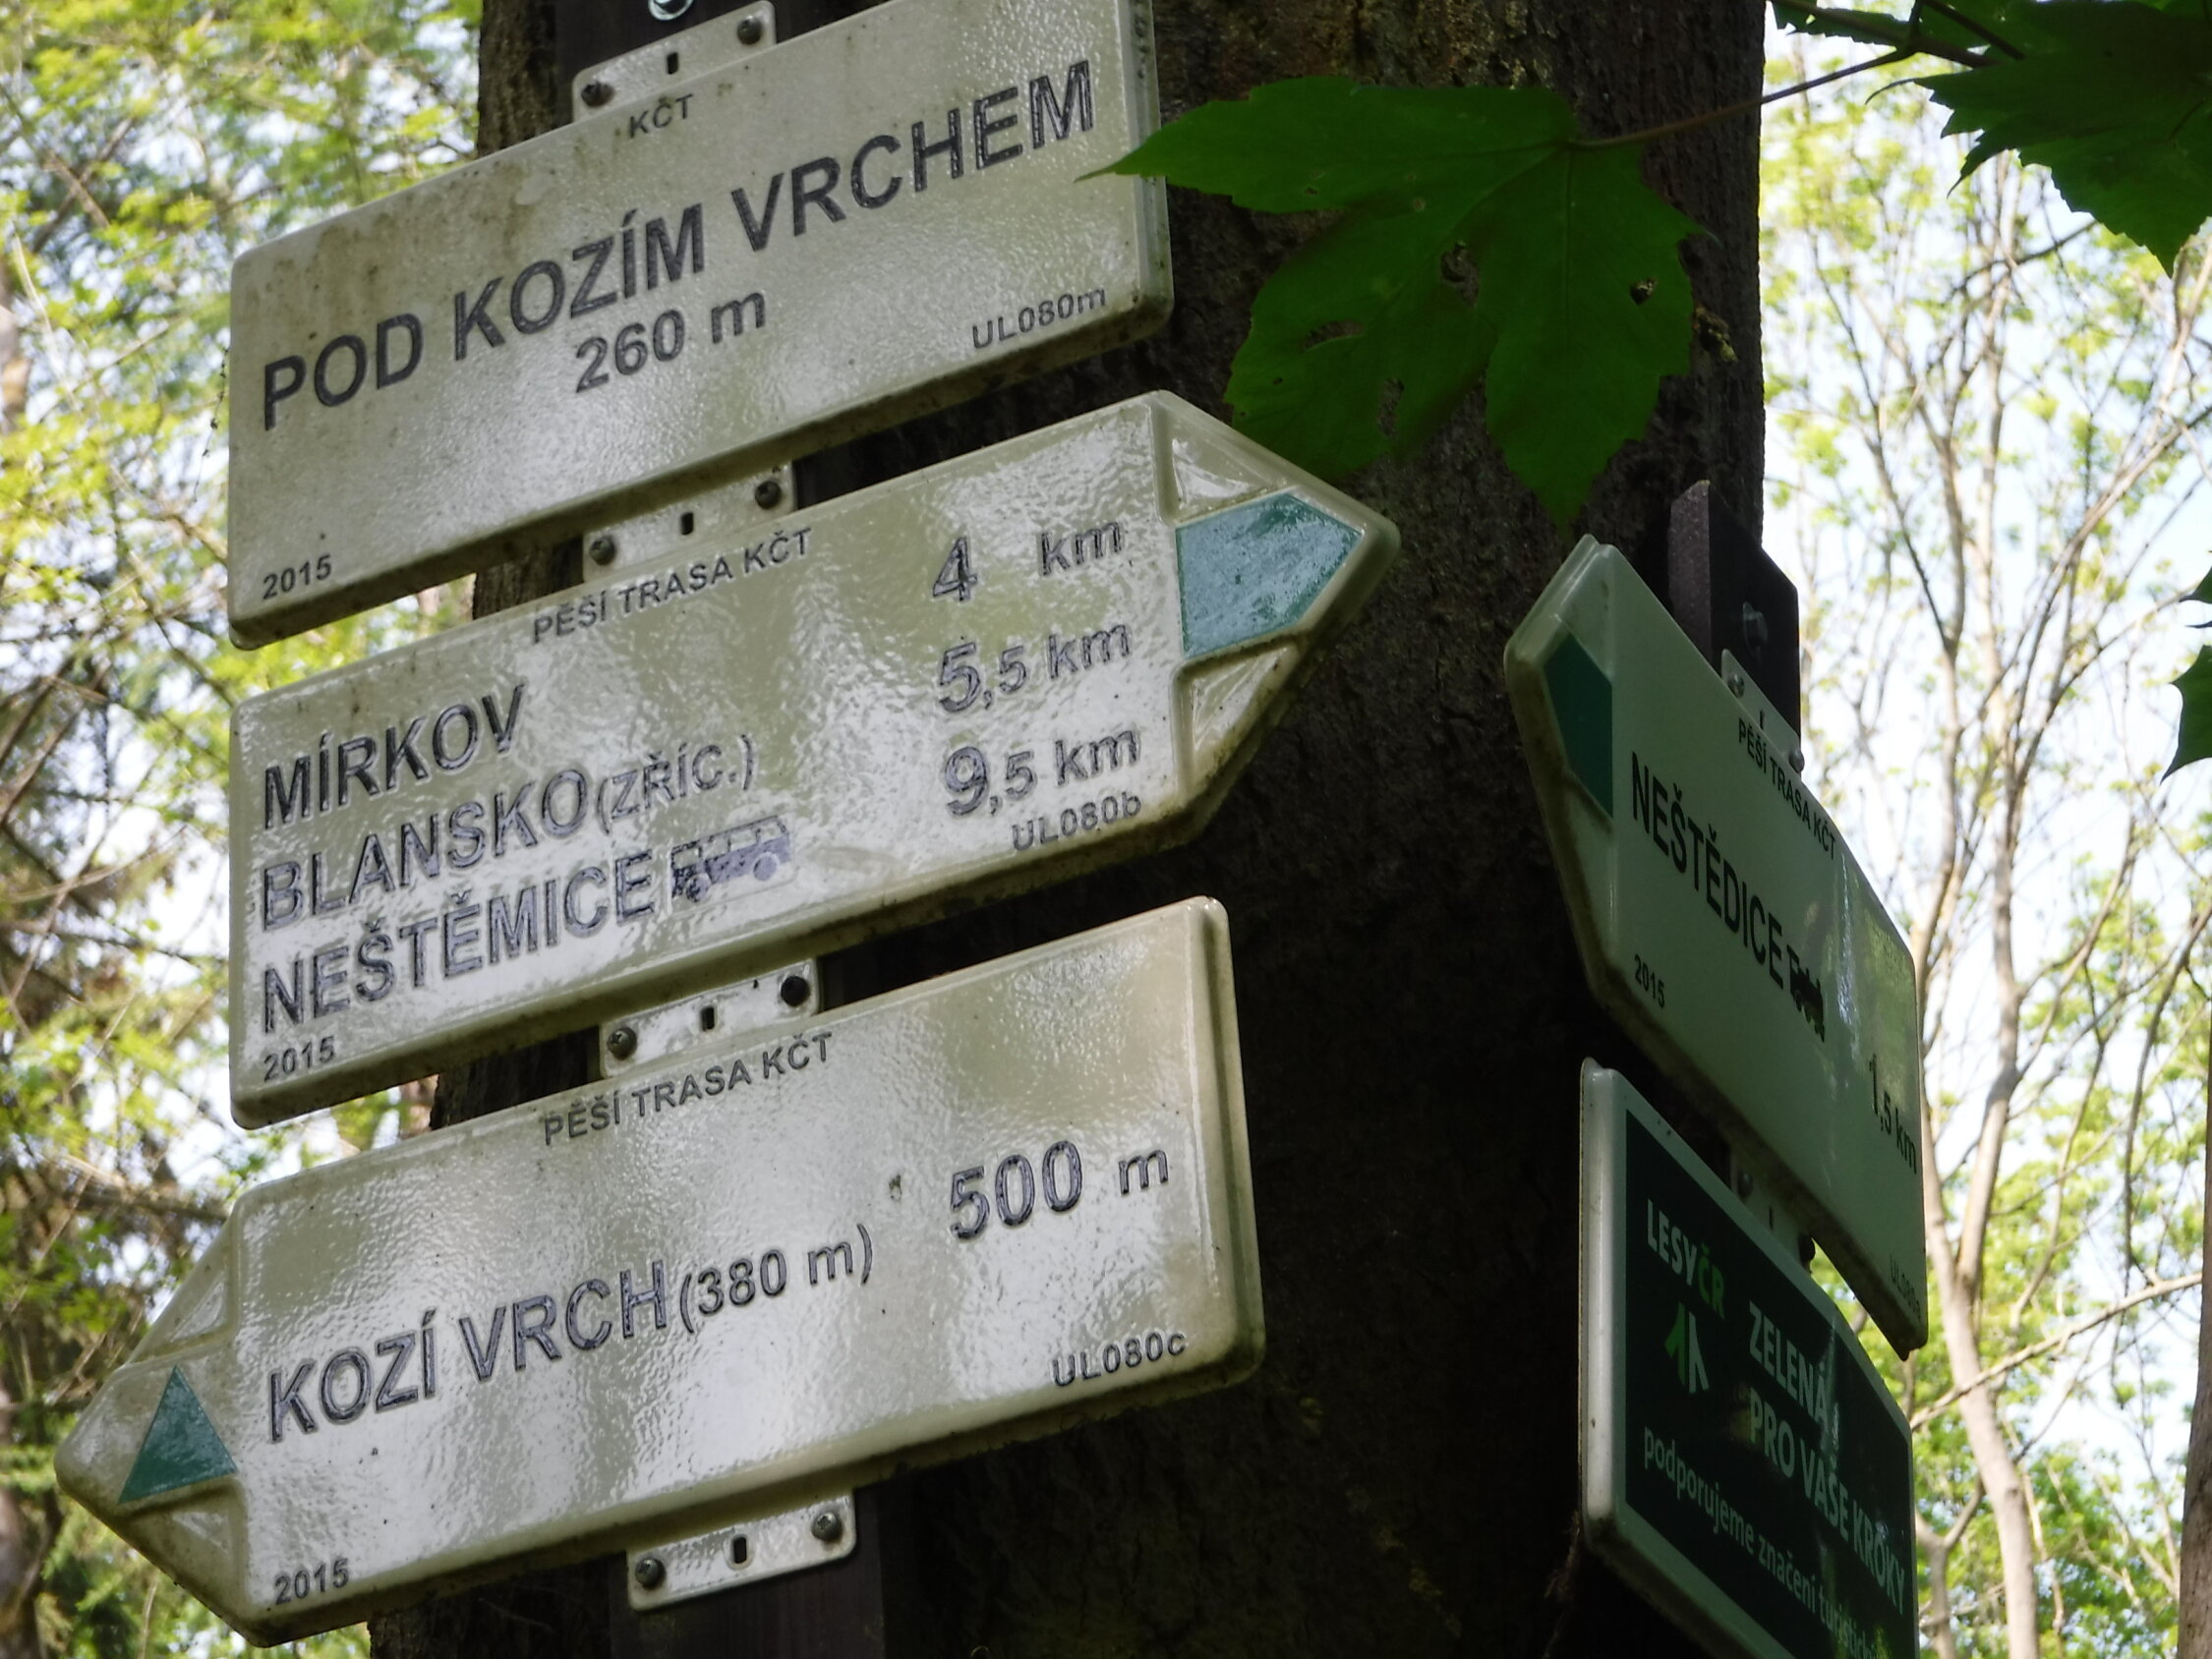 KČT
POD KOZÍM VRCHEM
260 m
UL080m
2015
PĚŠÍ TRASA KČT
MÍRKOV 4 km
BLANSKO (ZŘÍC.) 5,5 km
NEŠTĚMICE 9,5 km
UL080b
2015
PĚŠÍ TRASA KČT
KOZÍ VRCH (380 m) 500 m
UL080c
2015
PĚŠÍ TRASA KČT
NEŠTĚDICE
1,5 km
2015
LESY ČR
ZELENÁ
PRO VAŠE KROKY
podporujeme značení